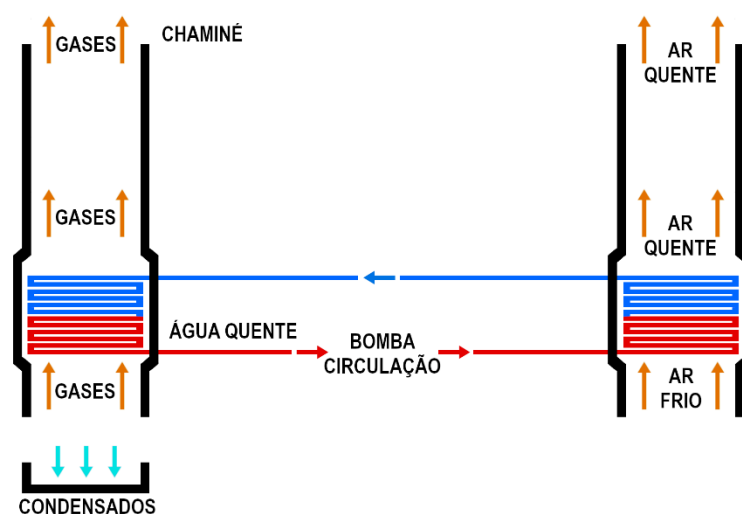 GASES
CHAMINÉ
AR
QUENTE
GASES
AR
QUENTE
ÁGUA QUENTE
BOMBA
CIRCULAÇÃO
GASES
AR
FRIO
CONDENSADOS